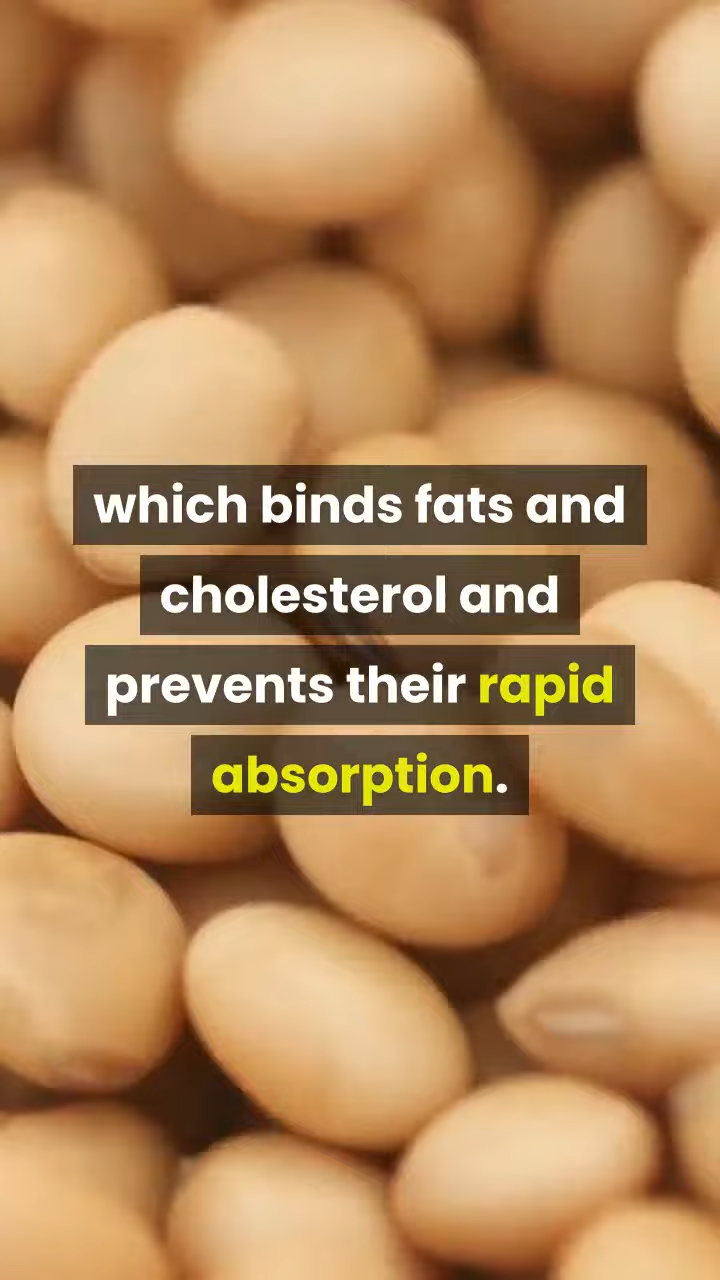 which binds fats and
cholesterol and
prevents their rapid
absorption.